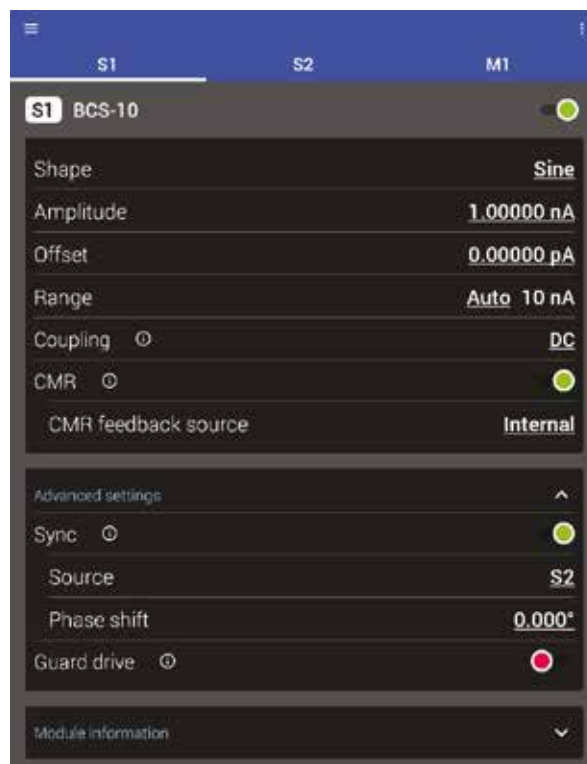 S1 S2 M1
S1 BCS-10
Shape Sine
Amplitude 1.00000 nA
Offset 0.00000 pA
Range Auto 10 nA
Coupling DC
CMR
CMR feedback source Internal
Advanced settings
Sync
Source S2
Phase shift 0.000°
Guard drive
Module information